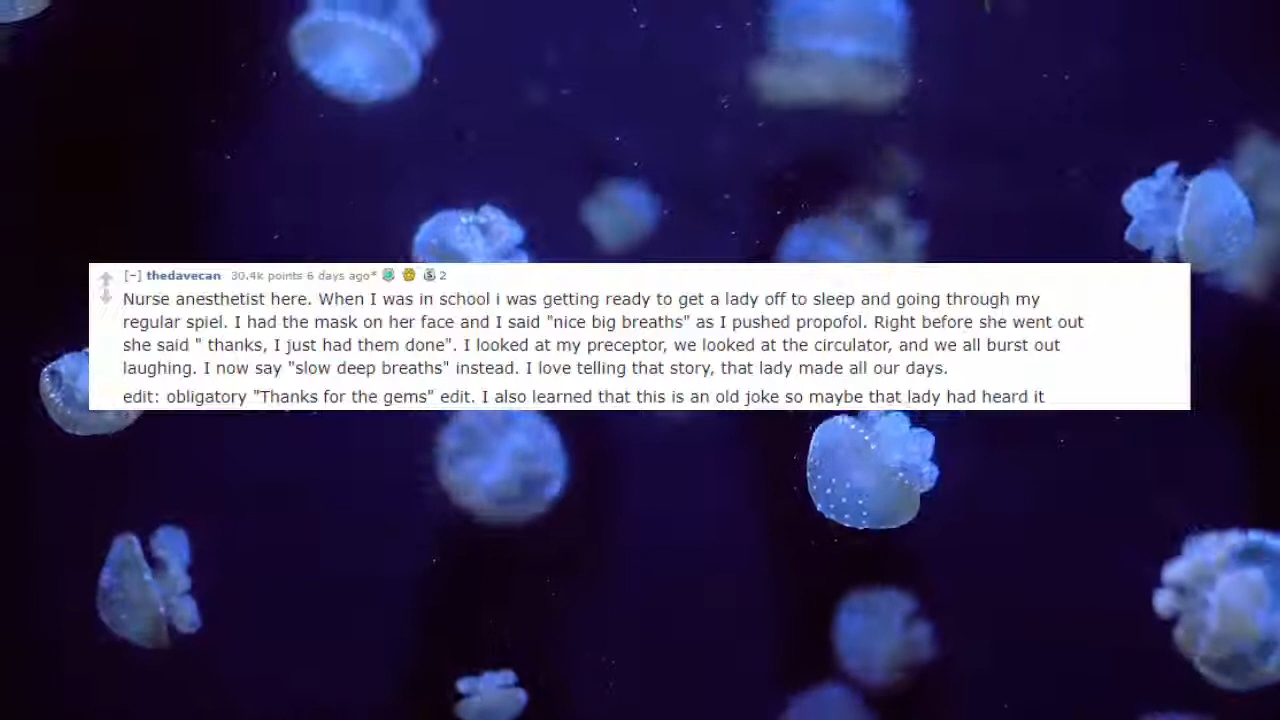 [-] thedavecan 30.4k points 6 days ago* 2
Nurse anesthetist here. When I was in school i was getting ready to get a lady off to sleep and going through my
regular spiel. I had the mask on her face and I said "nice big breaths" as I pushed propofol. Right before she went out
she said " thanks, I just had them done". I looked at my preceptor, we looked at the circulator, and we all burst out
laughing. I now say "slow deep breaths" instead. I love telling that story, that lady made all our days.
edit: obligatory "Thanks for the gems" edit. I also learned that this is an old joke so maybe that lady had heard it